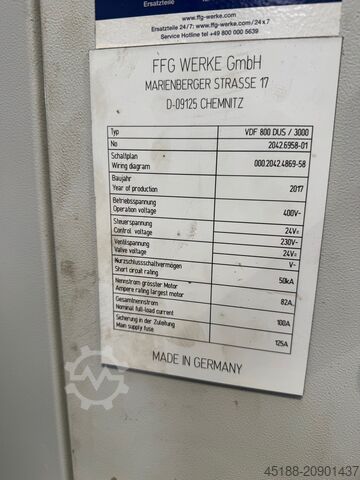 Ersatzteile
www.ffg-werke.com
Ersatzteile 24/7: www.ffg-werke.com/24x7
Service Hotline tel +49 800 000 5639
FFG WERKE GmbH
MARIENBERGER STRASSE 17
D-09125 CHEMNITZ
Typ VDF 800 DUS / 3000
No 2042.6958-01
Schaltplan
Wiring diagram 000.2042.4869-58
Baujahr
Year of production 2017
Betriebsspannung
Operation voltage 400V~
Steuerspannung
Control voltage 24V=
Ventilspannung 230V~
Valve voltage 24V=
Kurzschlussschaltvermögen V~
Short circuit rating 50kA
Nennstrom grösster Motor
Ampere rating largest motor 82A
Gesamtnennstrom
Nominal full-load current 100A
Sicherung in der Zuleitung
Main supply fuse 125A
MADE IN GERMANY
45188-20901437